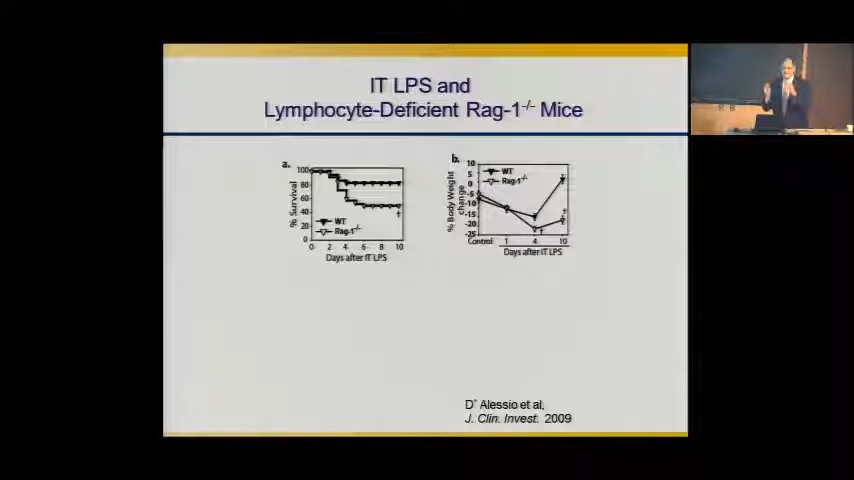 IT LPS and
Lymphocyte-Deficient Rag-1-/- Mice
a.
100
80
60
40
20
0
% Survival
WT
Rag-1-/-
†
0 2 4 6 8 10
Days after IT LPS
b.
10
5
0
-5
-10
-15
-20
-25
% Body Weight
change
WT
Rag-1-/-
†
†
Control 1 4 10
Days after IT LPS
D' Alessio et al,
J. Clin. Invest. 2009